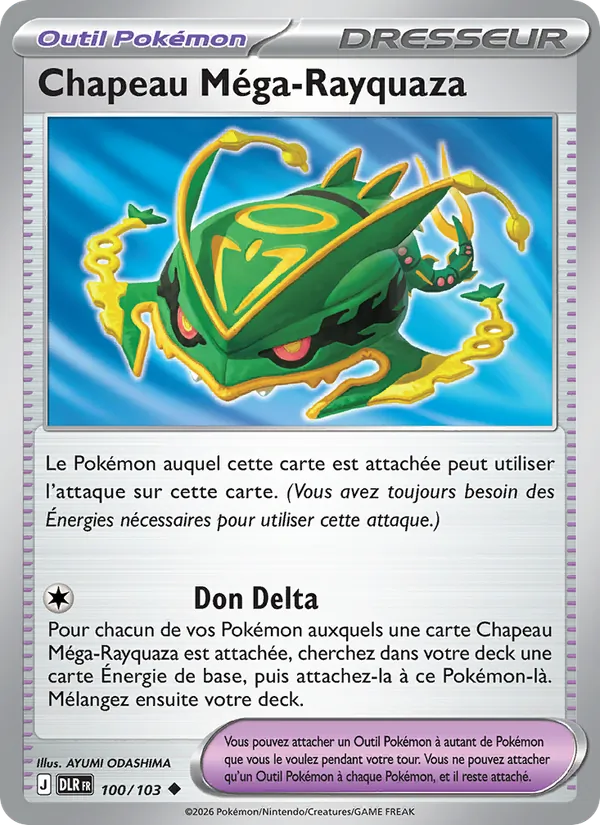 Outil Pokémon
DRESSEUR
Chapeau Méga-Rayquaza
Le Pokémon auquel cette carte est attachée peut utiliser
l'attaque sur cette carte. (Vous avez toujours besoin des
Énergies nécessaires pour utiliser cette attaque.)
Don Delta
Pour chacun de vos Pokémon auxquels une carte Chapeau
Méga-Rayquaza est attachée, cherchez dans votre deck une
carte Énergie de base, puis attachez-la à ce Pokémon-là.
Mélangez ensuite votre deck.
Vous pouvez attacher un Outil Pokémon à autant de Pokémon
que vous le voulez pendant votre tour. Vous ne pouvez attacher
qu'un Outil Pokémon à chaque Pokémon, et il reste attaché.
Illus. AYUMI ODASHIMA
J DLR FR 100/103
©2026 Pokémon/Nintendo/Creatures/GAME FREAK